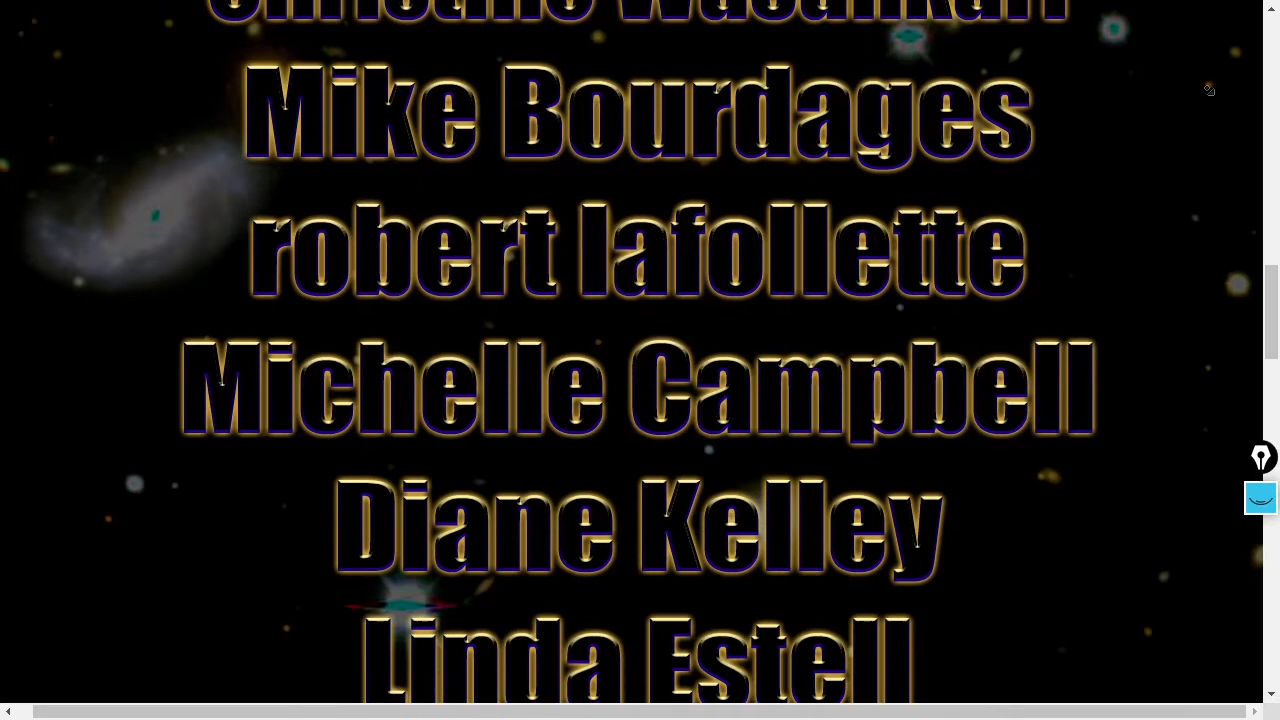 Mike Bourdages
robert lafollette
Michelle Campbell
Diane Kelley
Linda Estell